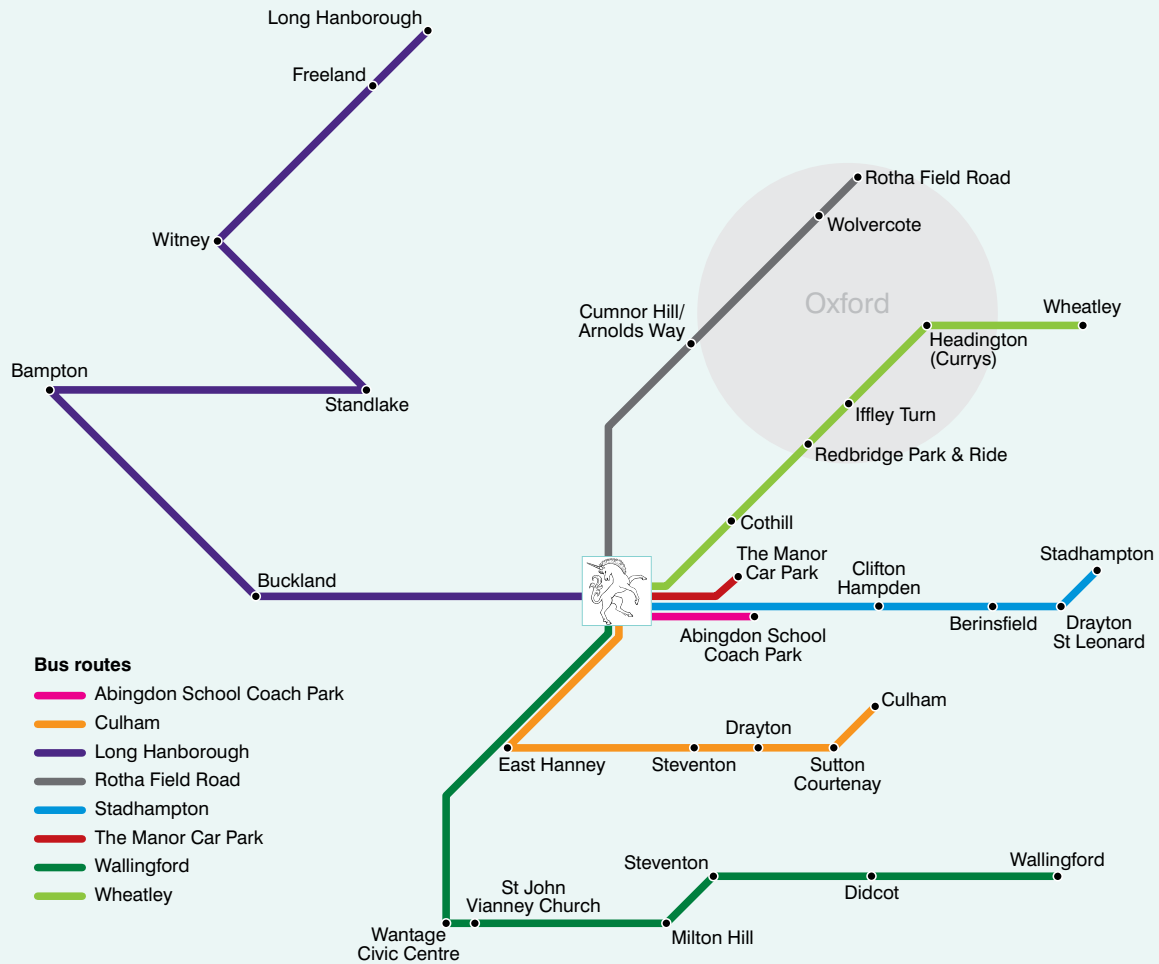 Long Hanborough
Freeland
Witney
Bampton
Standlake
Buckland
Rotha Field Road
Wolvercote
Cumnor Hill/
Arnolds Way
Oxford
Wheatley
Headington
(Currys)
Iffley Turn
Redbridge Park & Ride
Cothill
The Manor
Car Park
Clifton
Hampden
Stadhampton
Berinsfield
Drayton
St Leonard
Abingdon School
Coach Park
Bus routes
Abingdon School Coach Park
Culham
Long Hanborough
Rotha Field Road
Stadhampton
The Manor Car Park
Wallingford
Wheatley
Culham
Drayton
East Hanney
Steventon
Sutton
Courtenay
Steventon
Wallingford
Didcot
St John
Vianney Church
Wantage
Civic Centre
Milton Hill